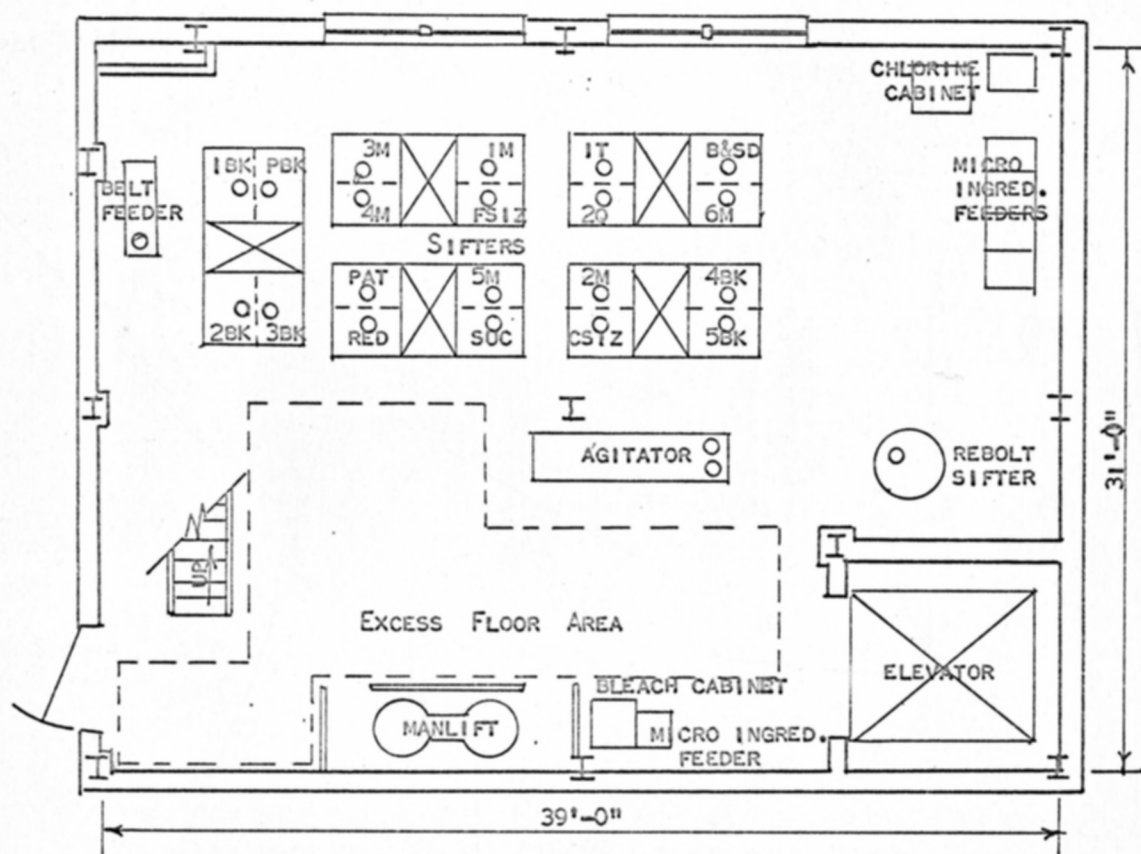 CHLORINE
CABINET
BELT
FEEDER
1BK PBK
2BK 3BK
3M 1M
4M FSIZ
1T B&SD
2Q 6M
MICRO
INGRED.
FEEDERS
SIFTERS
PAT 5M
RED SOC
2M 4BK
CSIZ 5BK
AGITATOR
REBOLT
SIFTER
31'-0"
UP
EXCESS FLOOR AREA
ELEVATOR
BLEACH CABINET
MANLIFT
MICRO INGRED.
FEEDER
39'-0"